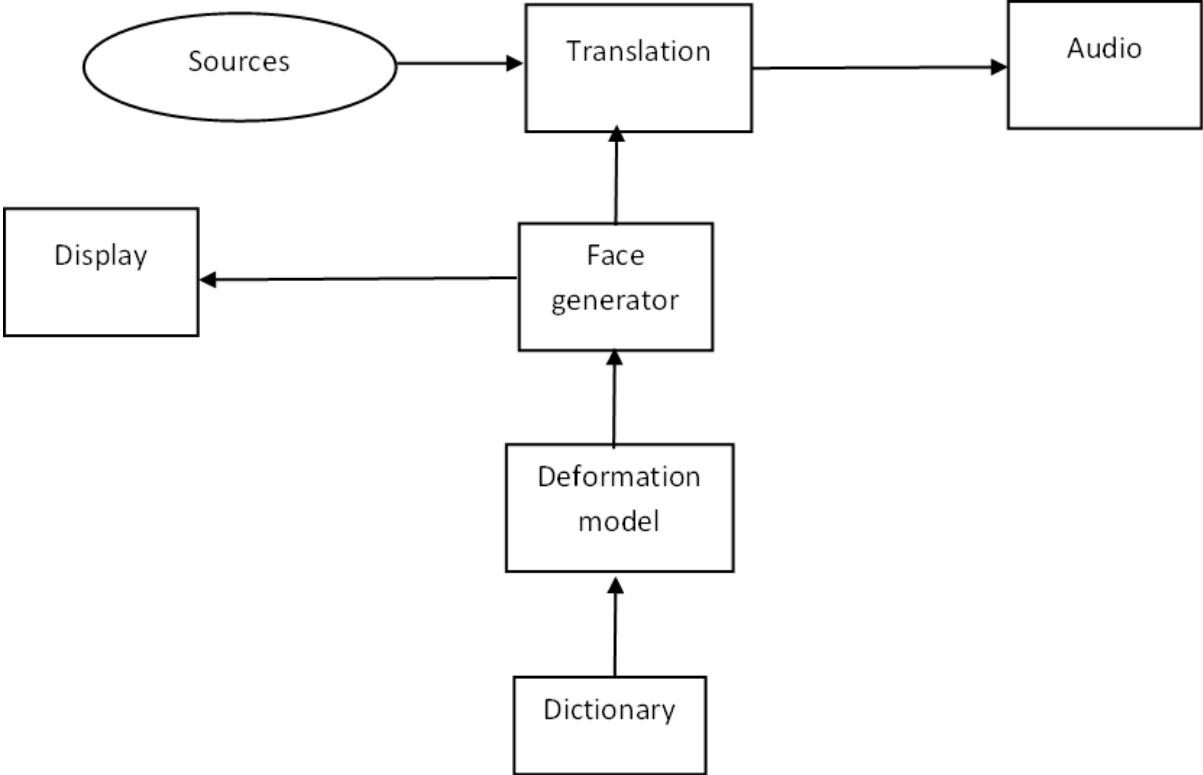 Sources
Translation
Audio
Display
Face
generator
Deformation
model
Dictionary